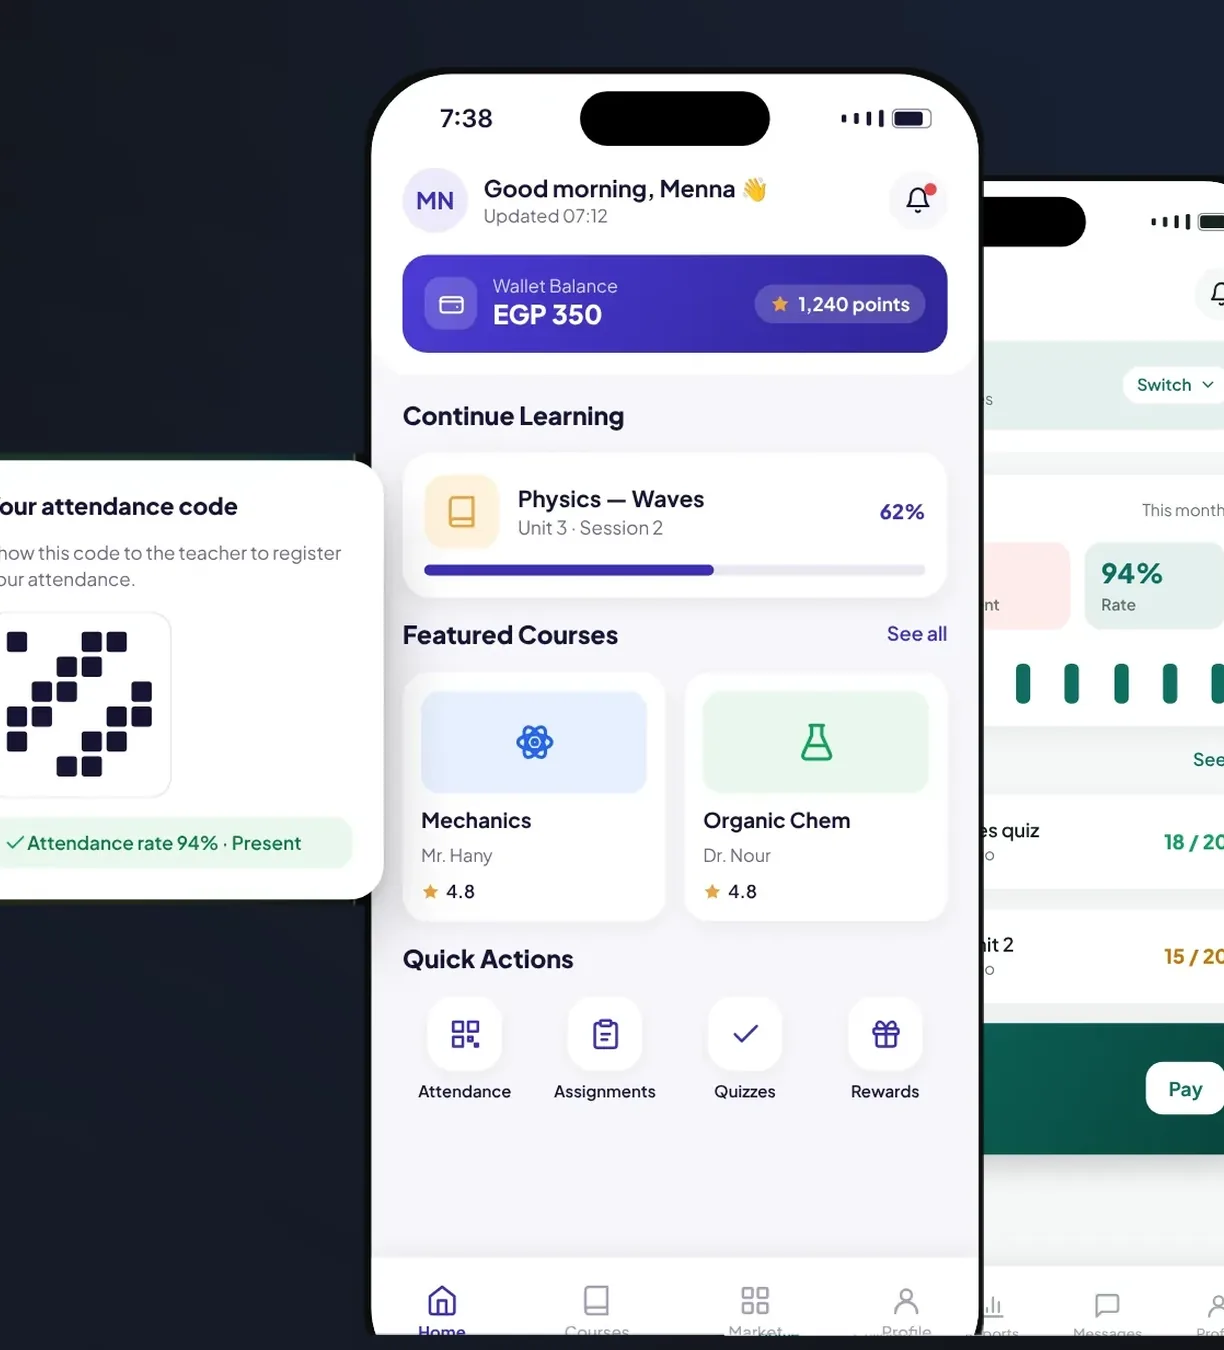 our attendance code
how this code to the teacher to register
our attendance.
Attendance rate 94% · Present
7:38
MN
Good morning, Menna 👋
Updated 07:12
Wallet Balance
EGP 350
1,240 points
Continue Learning
Physics — Waves
Unit 3 · Session 2
62%
Featured Courses
See all
Mechanics
Mr. Hany
4.8
Organic Chem
Dr. Nour
4.8
Quick Actions
Attendance
Assignments
Quizzes
Rewards
Home
Courses
Market
Profile
Switch
This month
94%
Rate
See
quiz
18 / 20
2
15 / 20
Pay
Messages